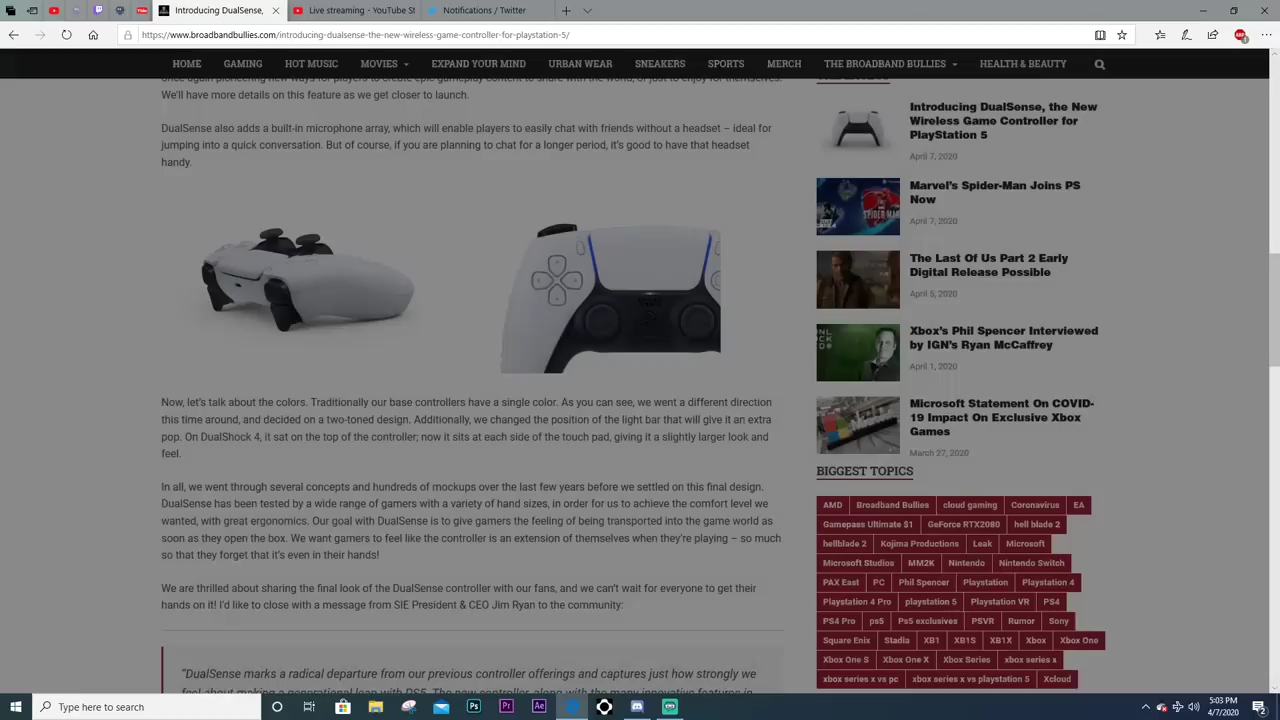 Introducing DualSense,
Live streaming - YouTube St
Notifications / Twitter
https://www.broadbandbullies.com/introducing-dualsense-the-new-wireless-game-controller-for-playstation-5/
HOME GAMING HOT MUSIC MOVIES EXPAND YOUR MIND URBAN WEAR SNEAKERS SPORTS MERCH THE BROADBAND BULLIES HEALTH & BEAUTY
once again pioneering new ways for players to create epic gameplay content to share with the world, or just to enjoy for themselves.
We'll have more details on this feature as we get closer to launch.
DualSense also adds a built-in microphone array, which will enable players to easily chat with friends without a headset – ideal for
jumping into a quick conversation. But of course, if you are planning to chat for a longer period, it's good to have that headset
handy.
Now, let's talk about the colors. Traditionally our base controllers have a single color. As you can see, we went a different direction
this time around, and decided on a two-toned design. Additionally, we changed the position of the light bar that will give it an extra
pop. On DualShock 4, it sat on the top of the controller; now it sits at each side of the touch pad, giving it a slightly larger look and
feel.
In all, we went through several concepts and hundreds of mockups over the last few years before we settled on this final design.
DualSense has been tested by a wide range of gamers with a variety of hand sizes, in order for us to achieve the comfort level we
wanted, with great ergonomics. Our goal with DualSense is to give gamers the feeling of being transported into the game world as
soon as they open the box. We want gamers to feel like the controller is an extension of themselves when they're playing – so much
so that they forget that it's even in their hands!
We are thrilled and humbled to share the DualSense controller with our fans, and we can't wait for everyone to get their
hands on it! I'd like to close with a message from SIE President & CEO Jim Ryan to the community:
"DualSense marks a radical departure from our previous controller offerings and captures just how strongly we
feel about making a generational leap with PS5. The new controller, along with the many innovative features in
Introducing DualSense, the New
Wireless Game Controller for
PlayStation 5
April 7, 2020
Marvel's Spider-Man Joins PS
Now
April 7, 2020
The Last Of Us Part 2 Early
Digital Release Possible
April 5, 2020
Xbox's Phil Spencer Interviewed
by IGN's Ryan McCaffrey
April 1, 2020
Microsoft Statement On COVID-
19 Impact On Exclusive Xbox
Games
March 27, 2020
BIGGEST TOPICS
AMD Broadband Bullies cloud gaming Coronavirus EA
Gamepass Ultimate $1 GeForce RTX2080 hell blade 2
hellblade 2 Kojima Productions Leak Microsoft
Microsoft Studios MM2K Nintendo Nintendo Switch
PAX East PC Phil Spencer Playstation Playstation 4
Playstation 4 Pro playstation 5 Playstation VR PS4
PS4 Pro ps5 Ps5 exclusives PSVR Rumor Sony
Square Enix Stadia XB1 XB1S XB1X Xbox Xbox One
Xbox One S Xbox One X Xbox Series xbox series x
xbox series x vs pc xbox series x vs playstation 5 Xcloud
Type here to search
5:03 PM
4/7/2020